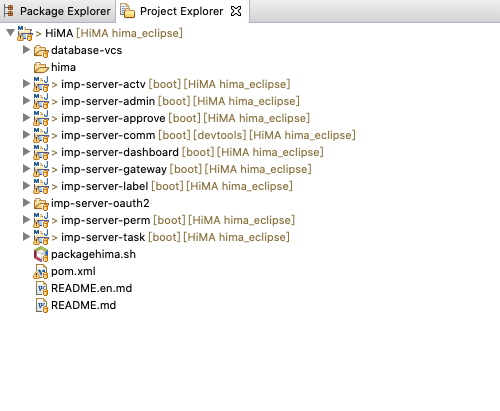 Package Explorer Project Explorer
> HiMA [HiMA hima_eclipse]
database-vcs
hima
> imp-server-actv [boot] [HiMA hima_eclipse]
> imp-server-admin [boot] [HiMA hima_eclipse]
> imp-server-approve [boot] [HiMA hima_eclipse]
> imp-server-comm [boot] [devtools] [HiMA hima_eclipse]
> imp-server-dashboard [boot] [HiMA hima_eclipse]
> imp-server-gateway [boot] [HiMA hima_eclipse]
> imp-server-label [boot] [HiMA hima_eclipse]
imp-server-oauth2
> imp-server-perm [boot] [HiMA hima_eclipse]
> imp-server-task [boot] [HiMA hima_eclipse]
packagehima.sh
pom.xml
README.en.md
README.md